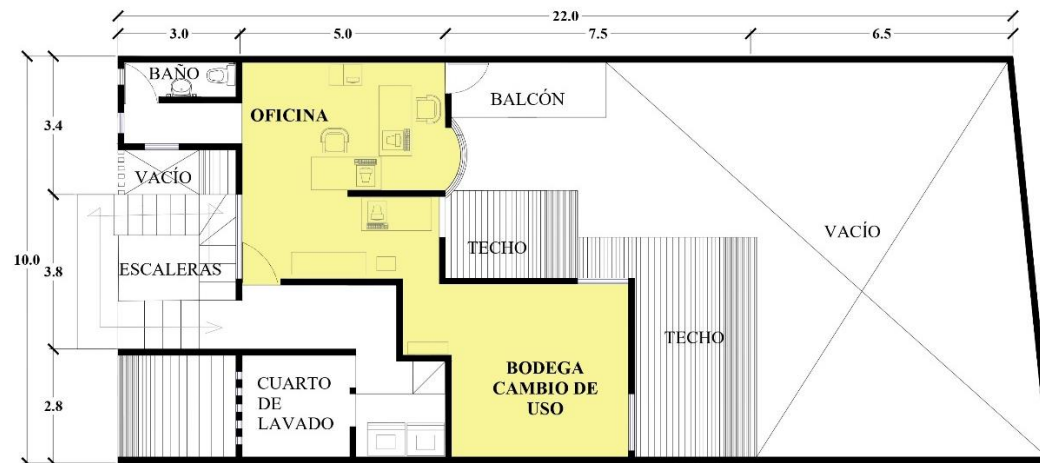 22.0
3.0
5.0
7.5
6.5
BAÑO
OFICINA
BALCÓN
3.4
VACÍO
VACÍO
TECHO
10.0
3.8
ESCALERAS
TECHO
BODEGA
CAMBIO DE
USO
2.8
CUARTO
DE
LAVADO